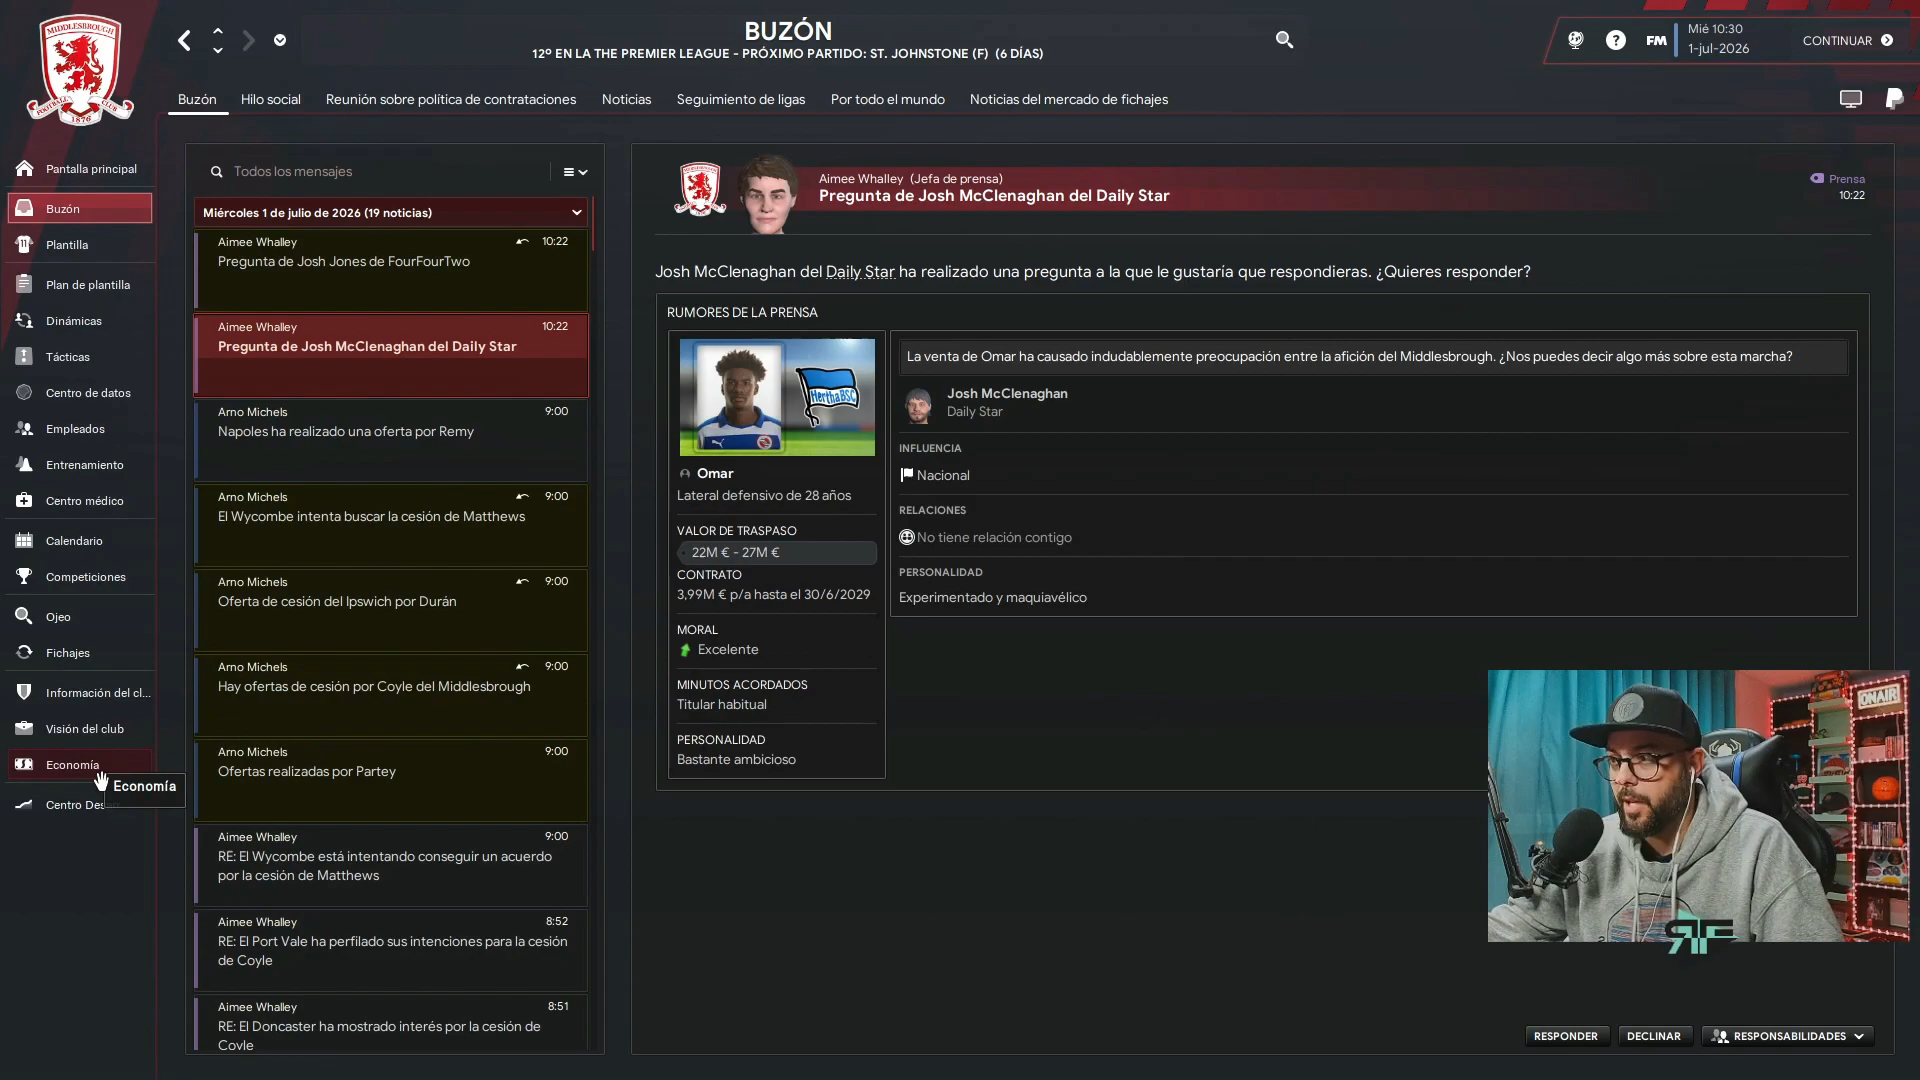 MIDDLESBROUGH
FOOTBALL CLUB
1876
BUZÓN
12º EN LA THE PREMIER LEAGUE - PRÓXIMO PARTIDO: ST. JOHNSTONE (F) (6 DÍAS)
?
FM
Mié 10:30
1-jul-2026
CONTINUAR
Buzón
Hilo social
Reunión sobre política de contrataciones
Noticias
Seguimiento de ligas
Por todo el mundo
Noticias del mercado de fichajes
Pantalla principal
Buzón
Plantilla
Plan de plantilla
Dinámicas
Tácticas
Centro de datos
Empleados
Entrenamiento
Centro médico
Calendario
Competiciones
Ojeo
Fichajes
Información del cl...
Visión del club
Economía
Economía
Centro
Todos los mensajes
Miércoles 1 de julio de 2026 (19 noticias)
Aimee Whalley 10:22
Pregunta de Josh Jones de FourFourTwo
Aimee Whalley 10:22
Pregunta de Josh McClenaghan del Daily Star
Arno Michels 9:00
Napoles ha realizado una oferta por Remy
Arno Michels 9:00
El Wycombe intenta buscar la cesión de Matthews
Arno Michels 9:00
Oferta de cesión del Ipswich por Durán
Arno Michels 9:00
Hay ofertas de cesión por Coyle del Middlesbrough
Arno Michels 9:00
Ofertas realizadas por Partey
Aimee Whalley 9:00
RE: El Wycombe está intentando conseguir un acuerdo
por la cesión de Matthews
Aimee Whalley 8:52
RE: El Port Vale ha perfilado sus intenciones para la cesión
de Coyle
Aimee Whalley 8:51
RE: El Doncaster ha mostrado interés por la cesión de
Coyle
Aimee Whalley (Jefa de prensa)
Pregunta de Josh McClenaghan del Daily Star
Prensa
10:22
Josh McClenaghan del Daily Star ha realizado una pregunta a la que le gustaría que respondieras. ¿Quieres responder?
RUMORES DE LA PRENSA
Hertha BSC
Omar
Lateral defensivo de 28 años
VALOR DE TRASPASO
22M € - 27M €
CONTRATO
3,99M € p/a hasta el 30/6/2029
MORAL
Excelente
MINUTOS ACORDADOS
Titular habitual
PERSONALIDAD
Bastante ambicioso
La venta de Omar ha causado indudablemente preocupación entre la afición del Middlesbrough. ¿Nos puedes decir algo más sobre esta marcha?
Josh McClenaghan
Daily Star
INFLUENCIA
Nacional
RELACIONES
No tiene relación contigo
PERSONALIDAD
Experimentado y maquiavélico
ON AIR
RESPONDER
DECLINAR
RESPONSABILIDADES